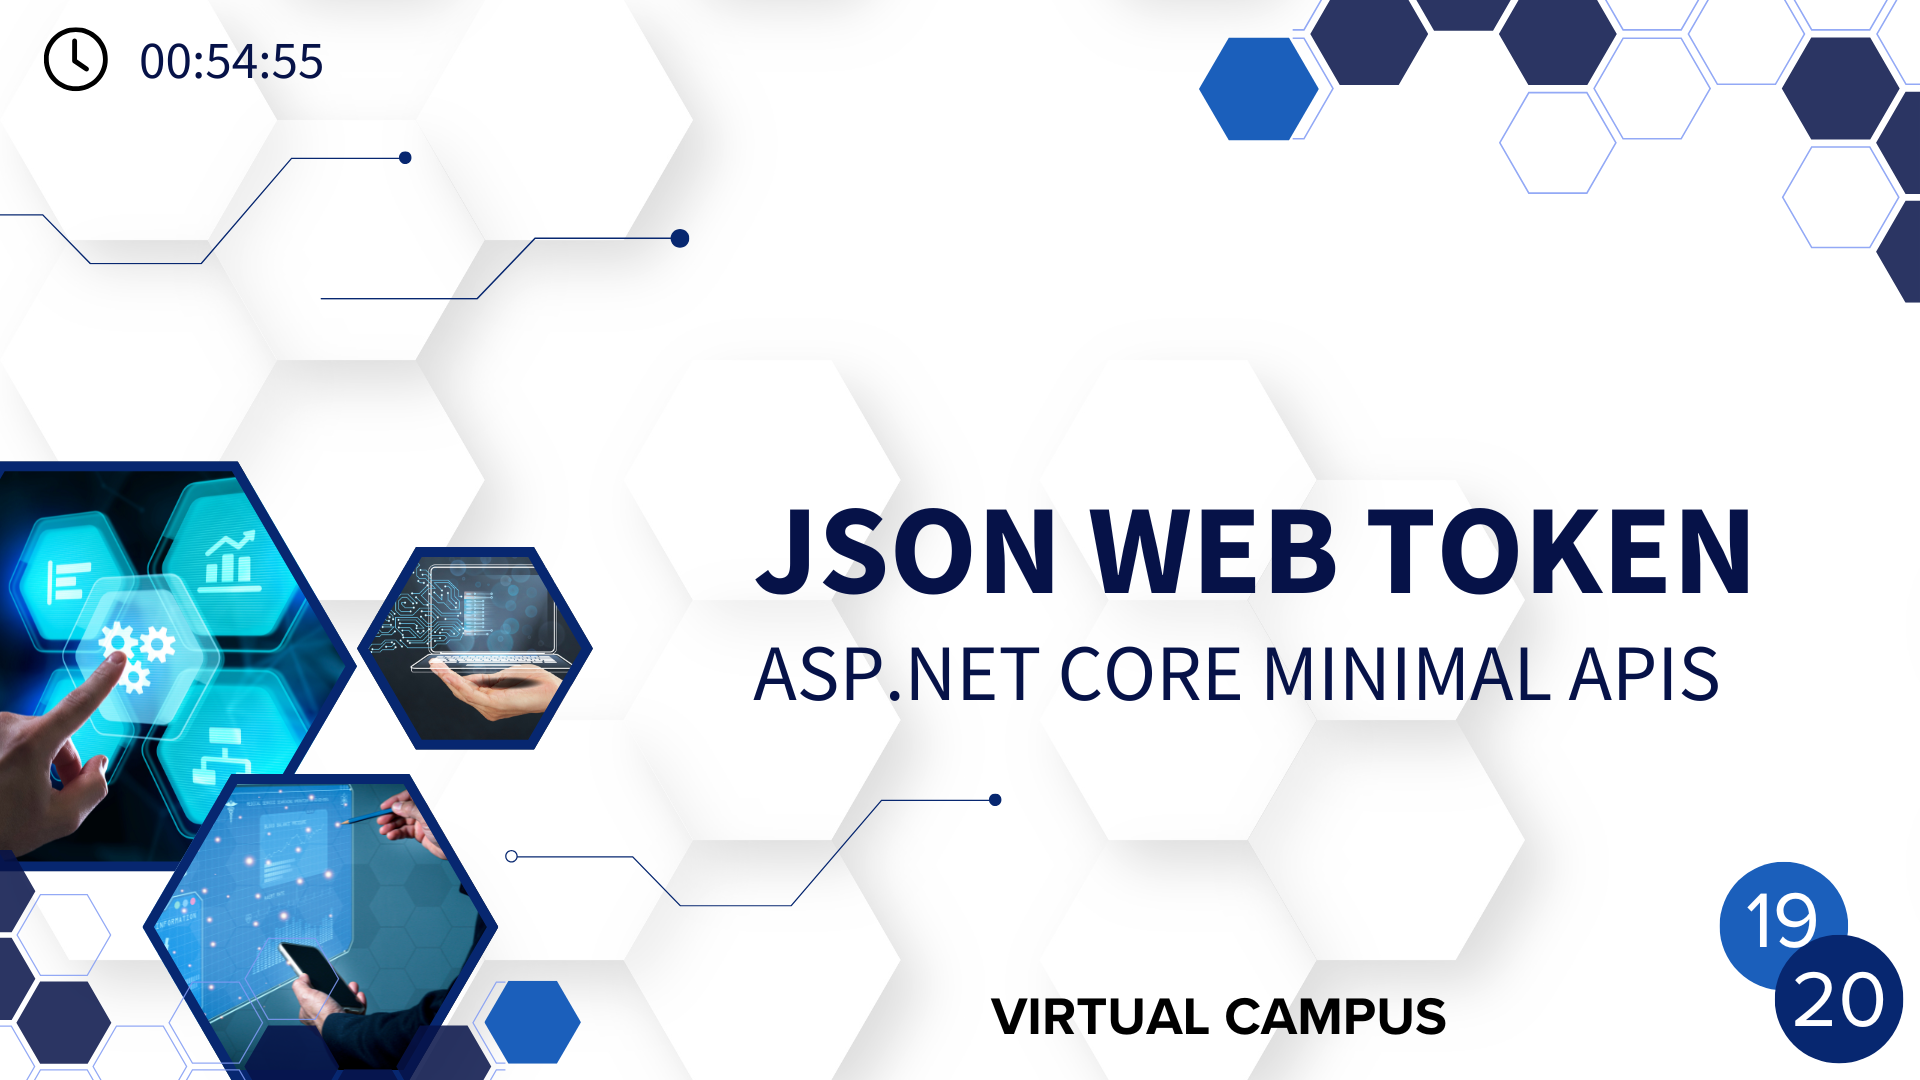 00:54:55
JSON WEB TOKEN
ASP.NET CORE MINIMAL APIS
19
20
VIRTUAL CAMPUS